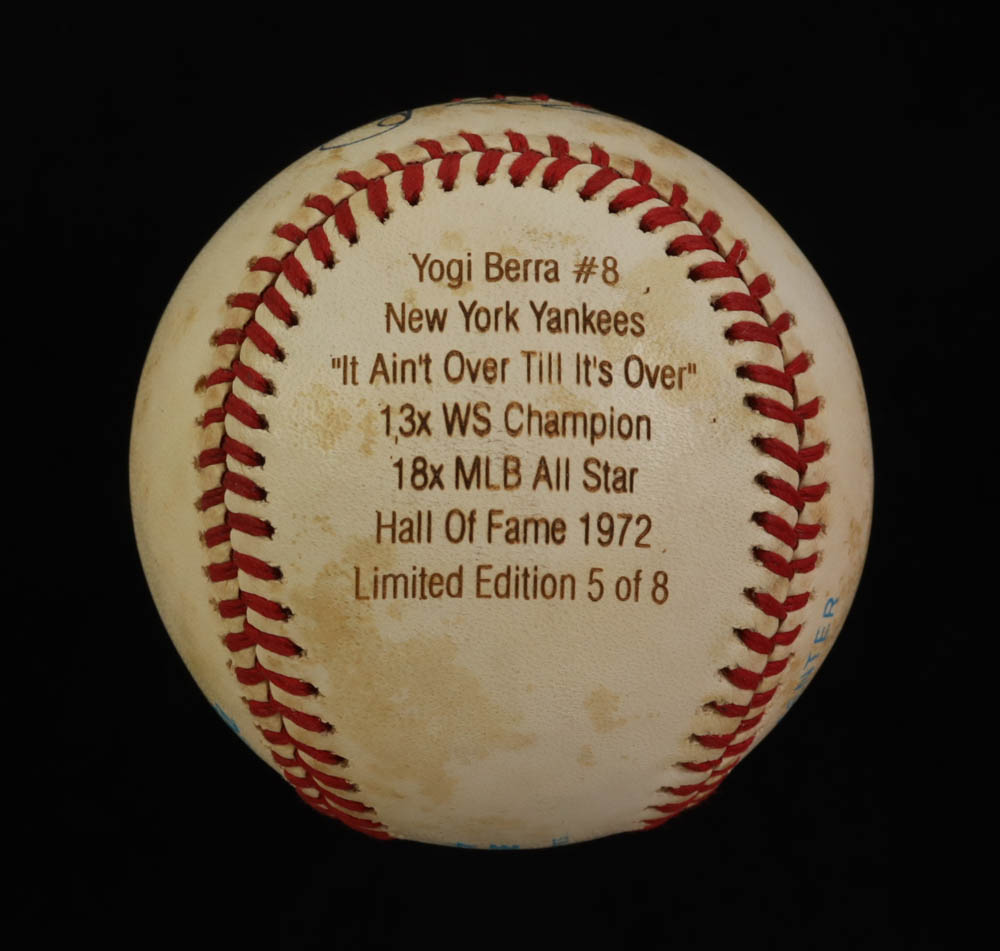 Yogi Berra #8
New York Yankees
"It Ain't Over Till It's Over"
13x WS Champion
18x MLB All Star
Hall Of Fame 1972
Limited Edition 5 of 8